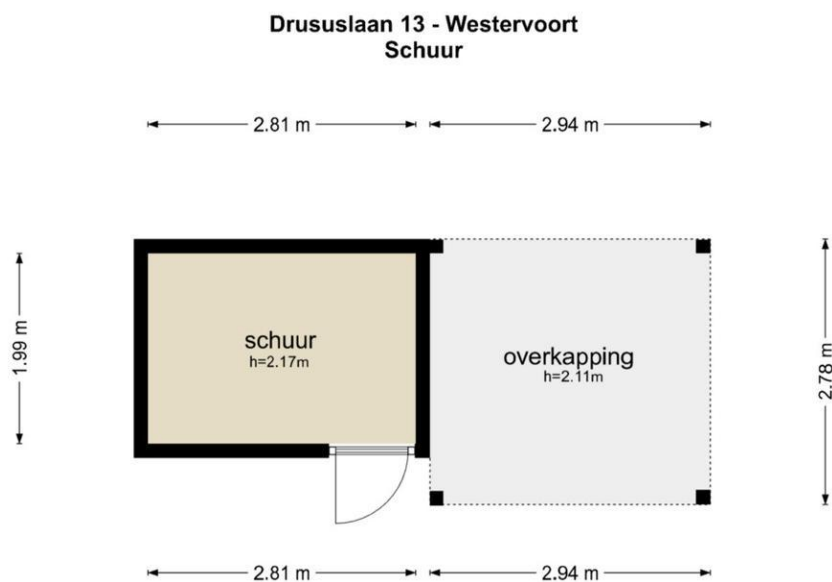 Drususlaan 13 - Westervoort
Schuur
2.81 m
2.94 m
1.99 m
schuur
h=2.17m
overkapping
h=2.11m
2.78 m
2.81 m
2.94 m